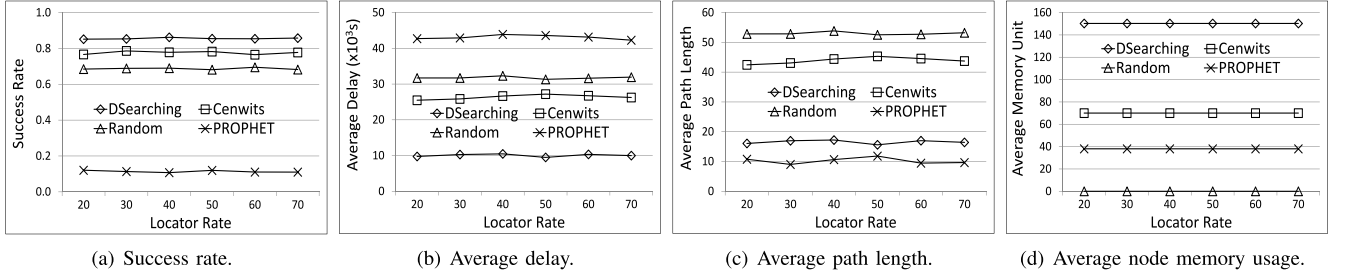 1.0
0.8
0.6
0.4
0.2
0.0
Success Rate
DSearching
Cenwits
Random
PROPHET
20 30 40 50 60 70
Locator Rate
(a) Success rate.
50
40
30
20
10
0
Average Delay (x10³s)
DSearching
Cenwits
Random
PROPHET
20 30 40 50 60 70
Locator Rate
(b) Average delay.
60
50
40
30
20
10
0
Average Path Length
DSearching
Cenwits
Random
PROPHET
20 30 40 50 60 70
Locator Rate
(c) Average path length.
160
140
120
100
80
60
40
20
0
Average Memory Unit
DSearching
Cenwits
Random
PROPHET
20 30 40 50 60 70
Locator Rate
(d) Average node memory usage.